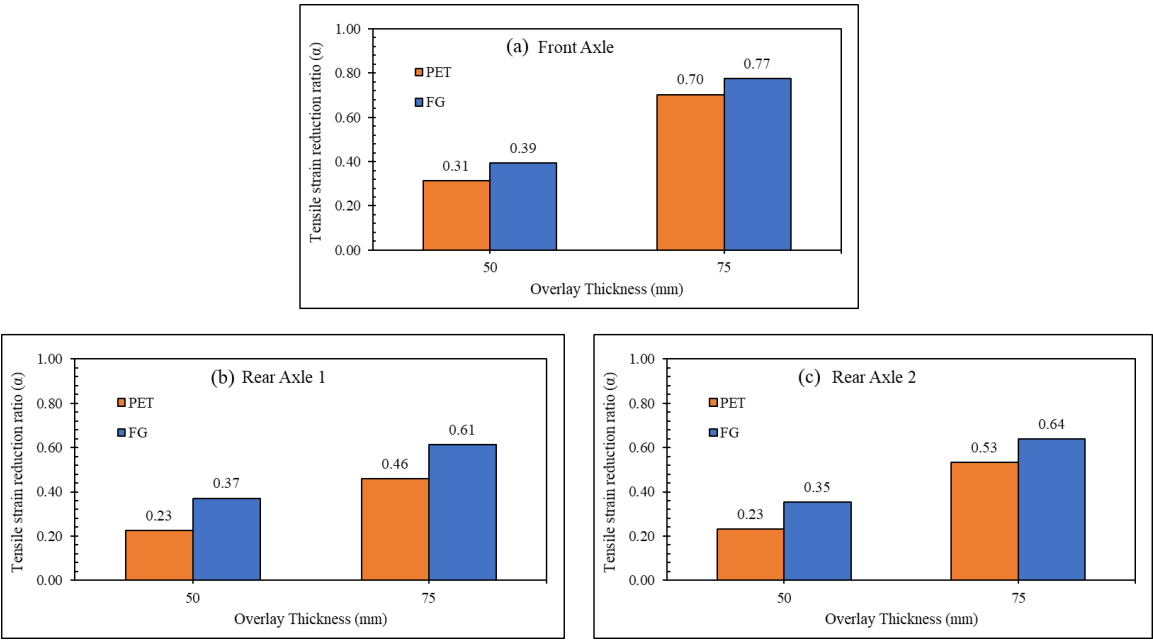 (a) Front Axle
Tensile strain reduction ratio (α)
1.00
0.80
0.60
0.40
0.20
0.00
PET
FG
0.31
0.39
0.70
0.77
50
75
Overlay Thickness (mm)
(b) Rear Axle 1
Tensile strain reduction ratio (α)
1.00
0.80
0.60
0.40
0.20
0.00
PET
FG
0.23
0.37
0.46
0.61
50
75
Overlay Thickness (mm)
(c) Rear Axle 2
Tensile strain reduction ratio (α)
1.00
0.80
0.60
0.40
0.20
0.00
PET
FG
0.23
0.35
0.53
0.64
50
75
Overlay Thickness (mm)